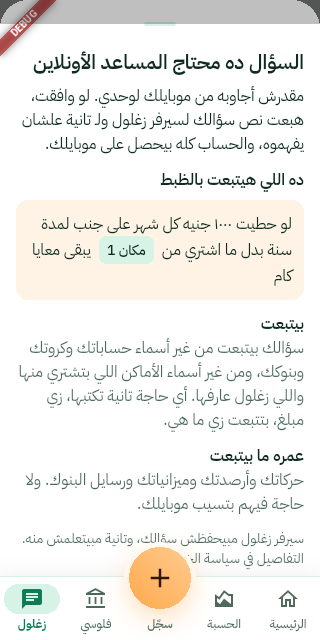 DEBUG
السؤال ده محتاج المساعد الأونلاين
مقدرش أجاوبه من موبايلك لوحدي. لو وافقت،
هبعت نص سؤالك لسيرفر زغلول ولـ تانية علشان
يفهموه، والحساب كله بيحصل على موبايلك.
ده اللي هيتبعت بالظبط
لو حطيت ١٠٠٠ جنيه كل شهر على جنب لمدة
سنة بدل ما اشتري من مكان 1 يبقى معايا
كام
بيتبعت
سؤالك بيتبعت من غير أسماء حساباتك وكروتك
وبنوكك، ومن غير أسماء الأماكن اللي بتشتري منها
واللي زغلول عارفها. أي حاجة تانية تكتبها، زي
مبلغ، بتتبعت زي ما هي.
عمره ما بيتبعت
حركاتك وأرصدتك وميزانياتك ورسايل البنوك. ولا
حاجة فيهم بتسيب موبايلك.
سيرفر زغلول مبيحفظش سؤالك، وتانية مبيتعلمش منه.
التفاصيل في سياسة
الرئيسية
الحسبة
سجّل
فلوسي
زغلول